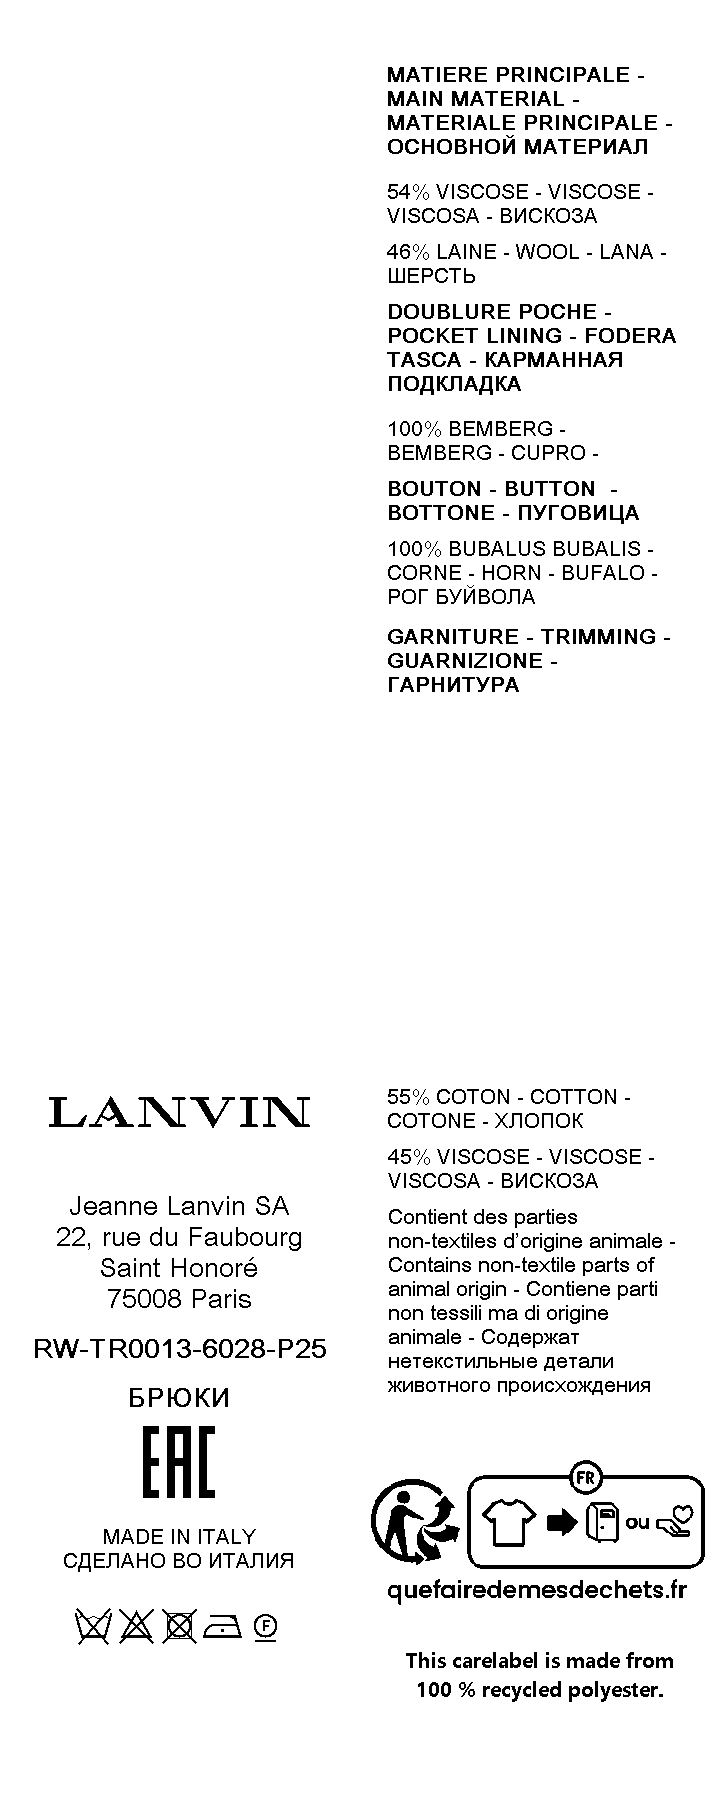 MATIERE PRINCIPALE -
MAIN MATERIAL -
MATERIALE PRINCIPALE -
ОСНОВНОЙ МАТЕРИАЛ
54% VISCOSE - VISCOSE -
VISCOSA - ВИСКОЗА
46% LAINE - WOOL - LANA -
ШЕРСТЬ
DOUBLURE POCHE -
POCKET LINING - FODERA
TASCA - КАРМАННАЯ
ПОДКЛАДКА
100% BEMBERG -
BEMBERG - CUPRO -
BOUTON - BUTTON  -
BOTTONE - ПУГОВИЦА
100% BUBALUS BUBALIS -
CORNE - HORN - BUFALO -
РОГ БУЙВОЛА
GARNITURE - TRIMMING -
GUARNIZIONE -
ГАРНИТУРА
LANVIN
Jeanne Lanvin SA
22, rue du Faubourg
Saint Honoré
75008 Paris
RW-TR0013-6028-P25
БРЮКИ
EAC
MADE IN ITALY
СДЕЛАНО ВО ИТАЛИЯ
F
55% COTON - COTTON -
COTONE - ХЛОПОК
45% VISCOSE - VISCOSE -
VISCOSA - ВИСКОЗА
Contient des parties
non-textiles d'origine animale -
Contains non-textile parts of
animal origin - Contiene parti
non tessili ma di origine
animale - Содержат
нетекстильные детали
животного происхождения
FR
ou
quefairedemesdechets.fr
This carelabel is made from
100 % recycled polyester.